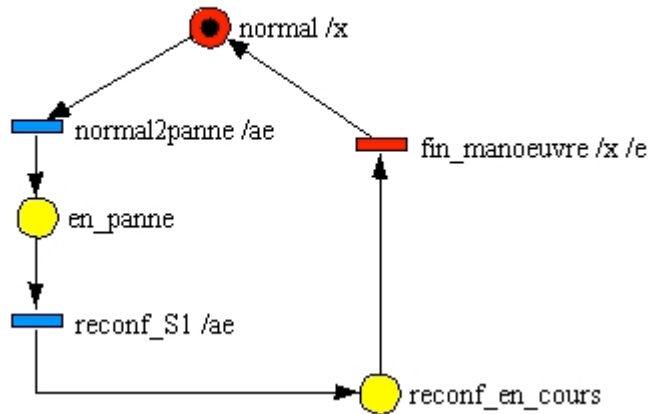 normal /x
normal2panne /ae
fin_manoeuvre /x /e
en_panne
reconf_S1 /ae
reconf_en_cours